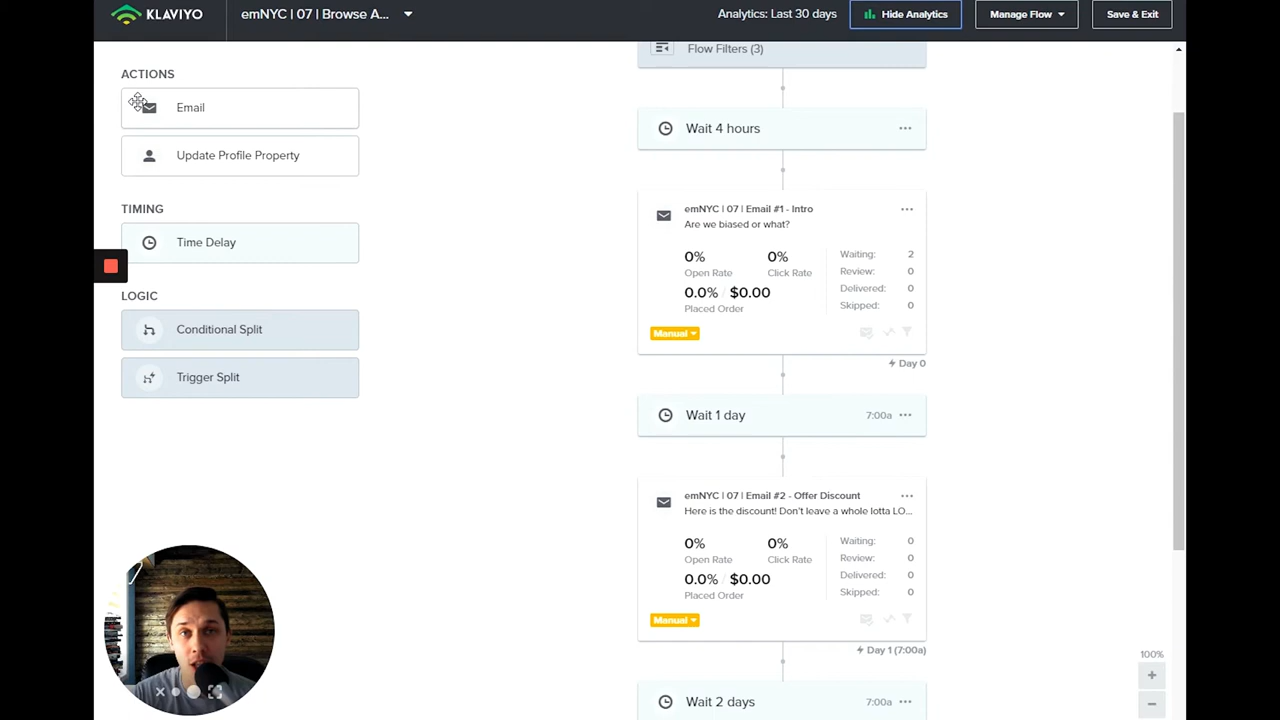 KLAVIYO
emNYC | 07 | Browse A...
Analytics: Last 30 days
Hide Analytics
Manage Flow
Save & Exit
ACTIONS
Email
Update Profile Property
TIMING
Time Delay
LOGIC
Conditional Split
Trigger Split
Flow Filters (3)
Wait 4 hours
emNYC | 07 | Email #1 - Intro
Are we biased or what?
0% 0% Waiting: 2
Open Rate Click Rate Review: 0
0.0% / $0.00 Delivered: 0
Placed Order Skipped: 0
Manual
Day 0
Wait 1 day 7:00a
emNYC | 07 | Email #2 - Offer Discount
Here is the discount! Don't leave a whole lotta LO...
0% 0% Waiting: 0
Open Rate Click Rate Review: 0
0.0% / $0.00 Delivered: 0
Placed Order Skipped: 0
Manual
Day 1 (7:00a)
Wait 2 days 7:00a
100%